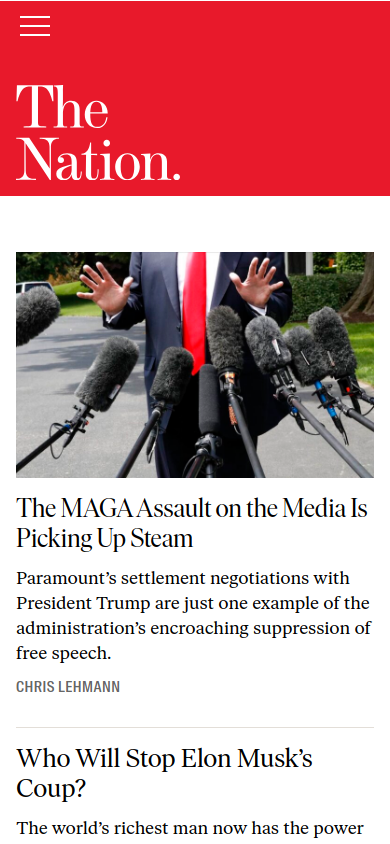 The
Nation.
The MAGA Assault on the Media Is
Picking Up Steam
Paramount’s settlement negotiations with
President Trump are just one example of the
administration’s encroaching suppression of
free speech.
CHRIS LEHMANN
Who Will Stop Elon Musk’s
Coup?
The world’s richest man now has the power